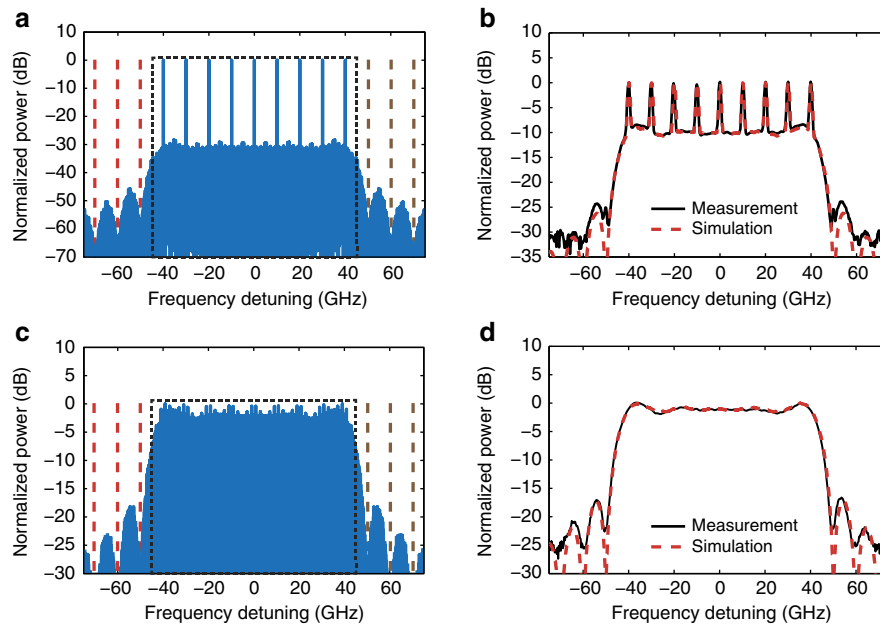 a
10
0
−10
−20
−30
−40
−50
−60
−70
Normalized power (dB)
−60 −40 −20 0 20 40 60
Frequency detuning (GHz)
b
10
5
0
−5
−10
−15
−20
−25
−30
−35
Normalized power (dB)
Measurement
Simulation
−60 −40 −20 0 20 40 60
Frequency detuning (GHz)
c
10
5
0
−5
−10
−15
−20
−25
−30
Normalized power (dB)
−60 −40 −20 0 20 40 60
Frequency detuning (GHz)
d
10
5
0
−5
−10
−15
−20
−25
−30
Normalized power (dB)
Measurement
Simulation
−60 −40 −20 0 20 40 60
Frequency detuning (GHz)